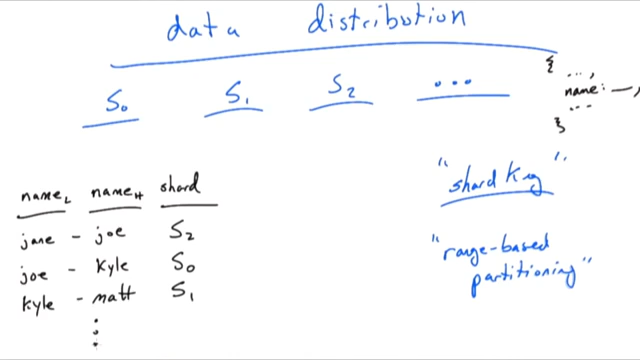 data distribution
S0 S1 S2 ...
{
...,
name: —,
...
}
nameL nameH shard
jane - joe S2
joe - Kyle S0
Kyle - matt S1
"shard Key"
"range-based
partitioning"